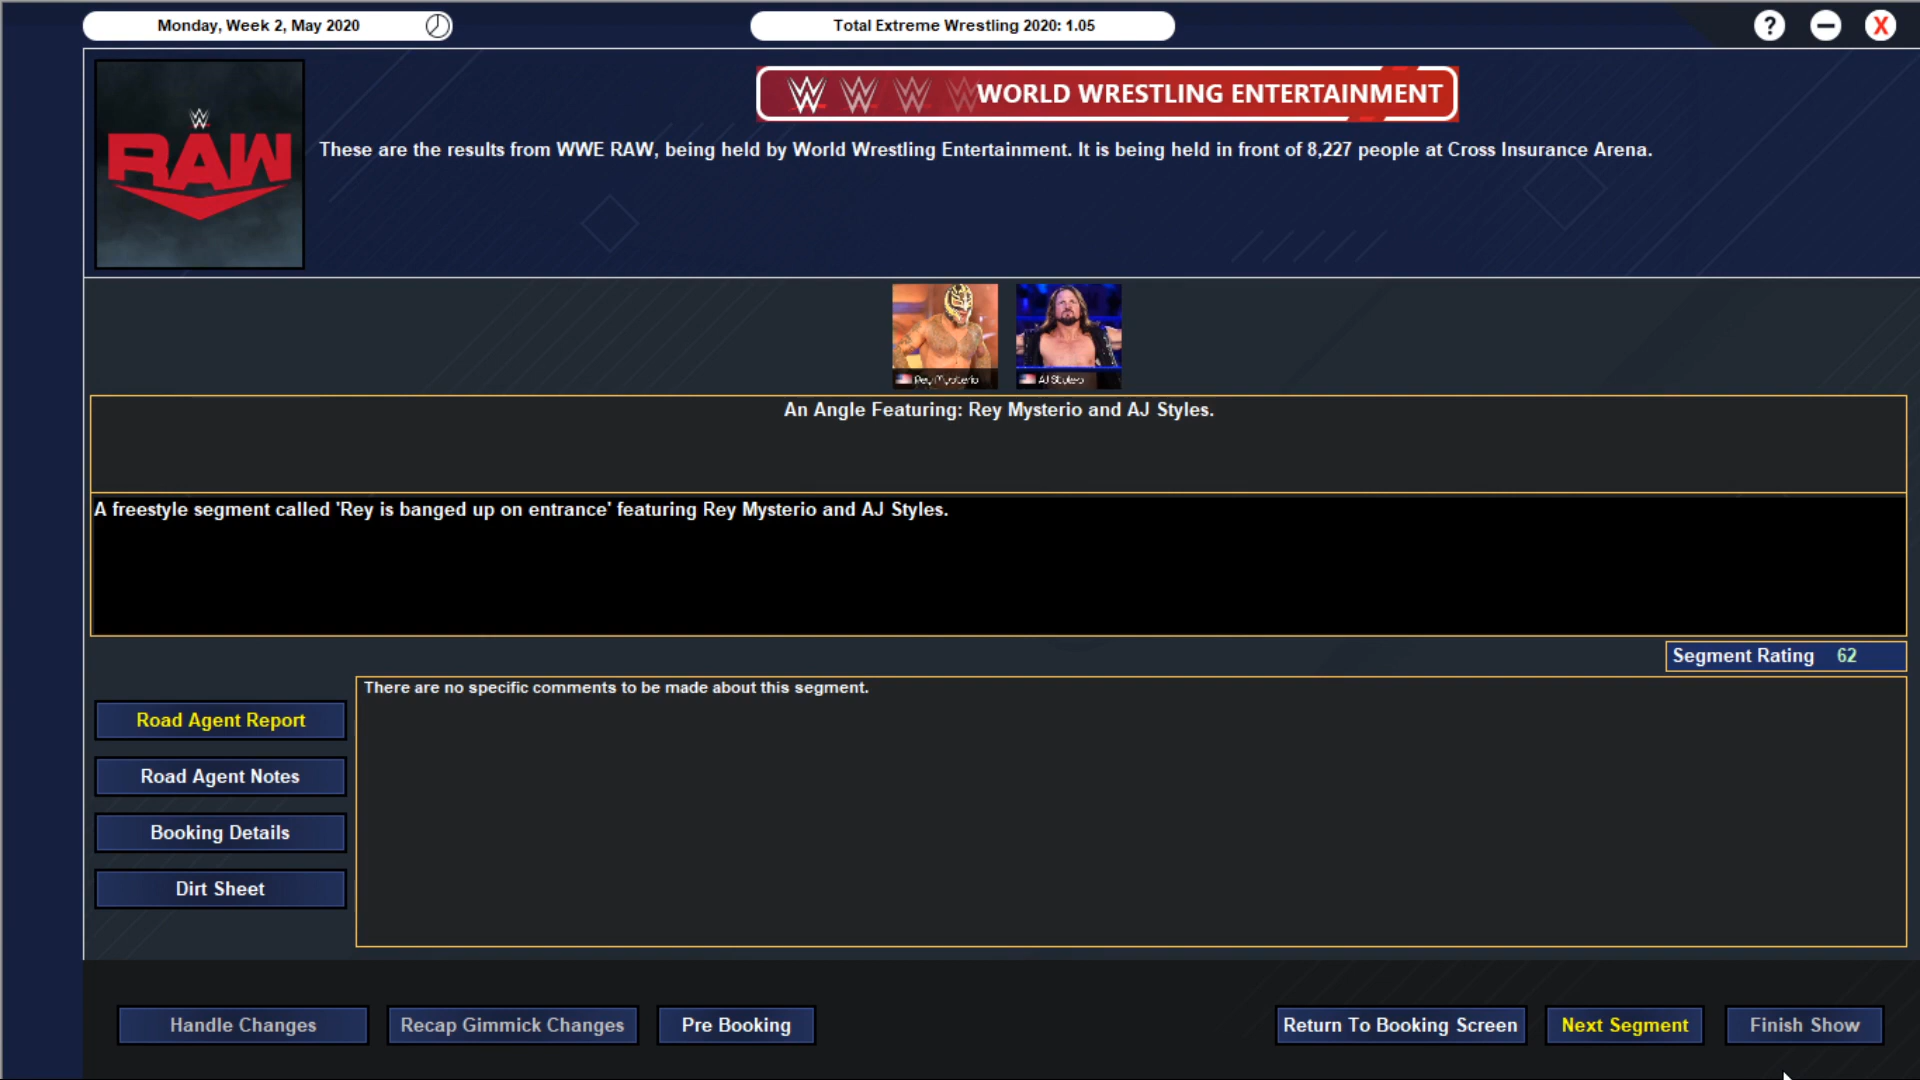 Monday, Week 2, May 2020
Total Extreme Wrestling 2020: 1.05
?
X
WORLD WRESTLING ENTERTAINMENT
RAW
These are the results from WWE RAW, being held by World Wrestling Entertainment. It is being held in front of 8,227 people at Cross Insurance Arena.
Rey Mysterio
AJ Styles
An Angle Featuring: Rey Mysterio and AJ Styles.
A freestyle segment called 'Rey is banged up on entrance' featuring Rey Mysterio and AJ Styles.
Segment Rating 62
There are no specific comments to be made about this segment.
Road Agent Report
Road Agent Notes
Booking Details
Dirt Sheet
Handle Changes
Recap Gimmick Changes
Pre Booking
Return To Booking Screen
Next Segment
Finish Show